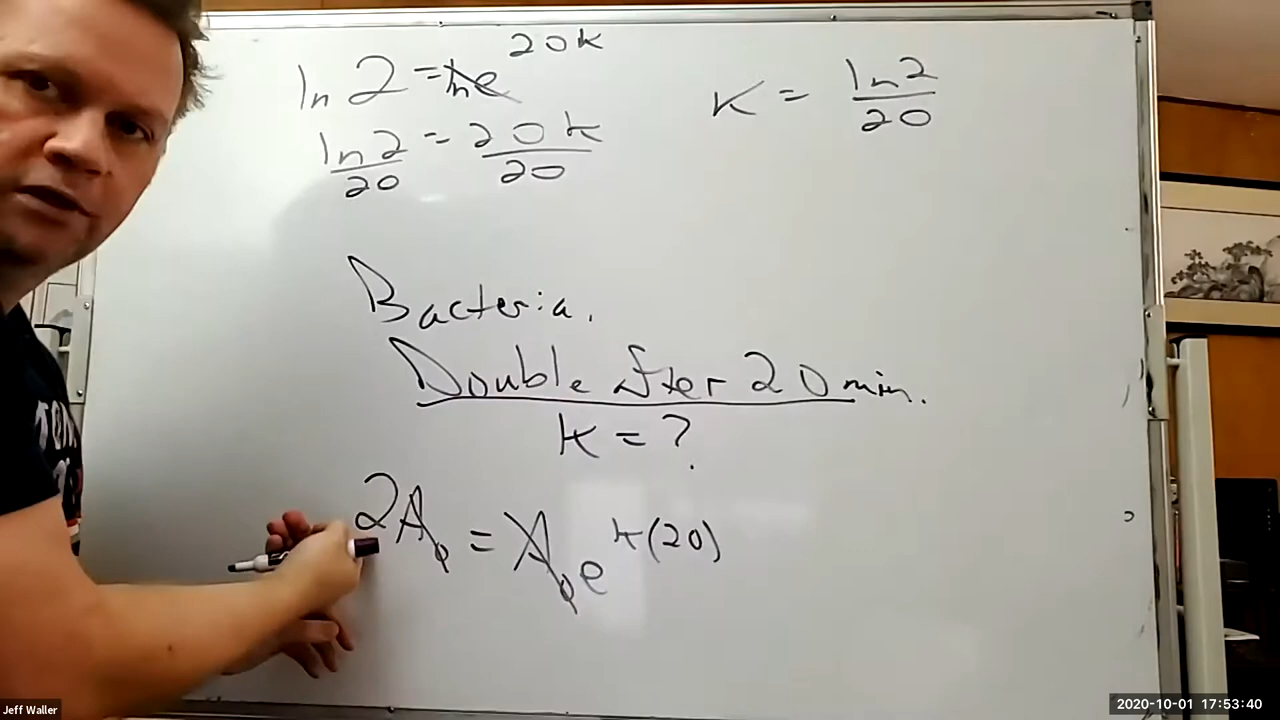 ln 2 = ln e^20k
ln 2 / 20 = 20k / 20
k = ln 2 / 20
Bacteria.
Double after 20 min.
k = ?
2A₀ = A₀e^k(20)
Jeff Waller
2020-10-01 17:53:40